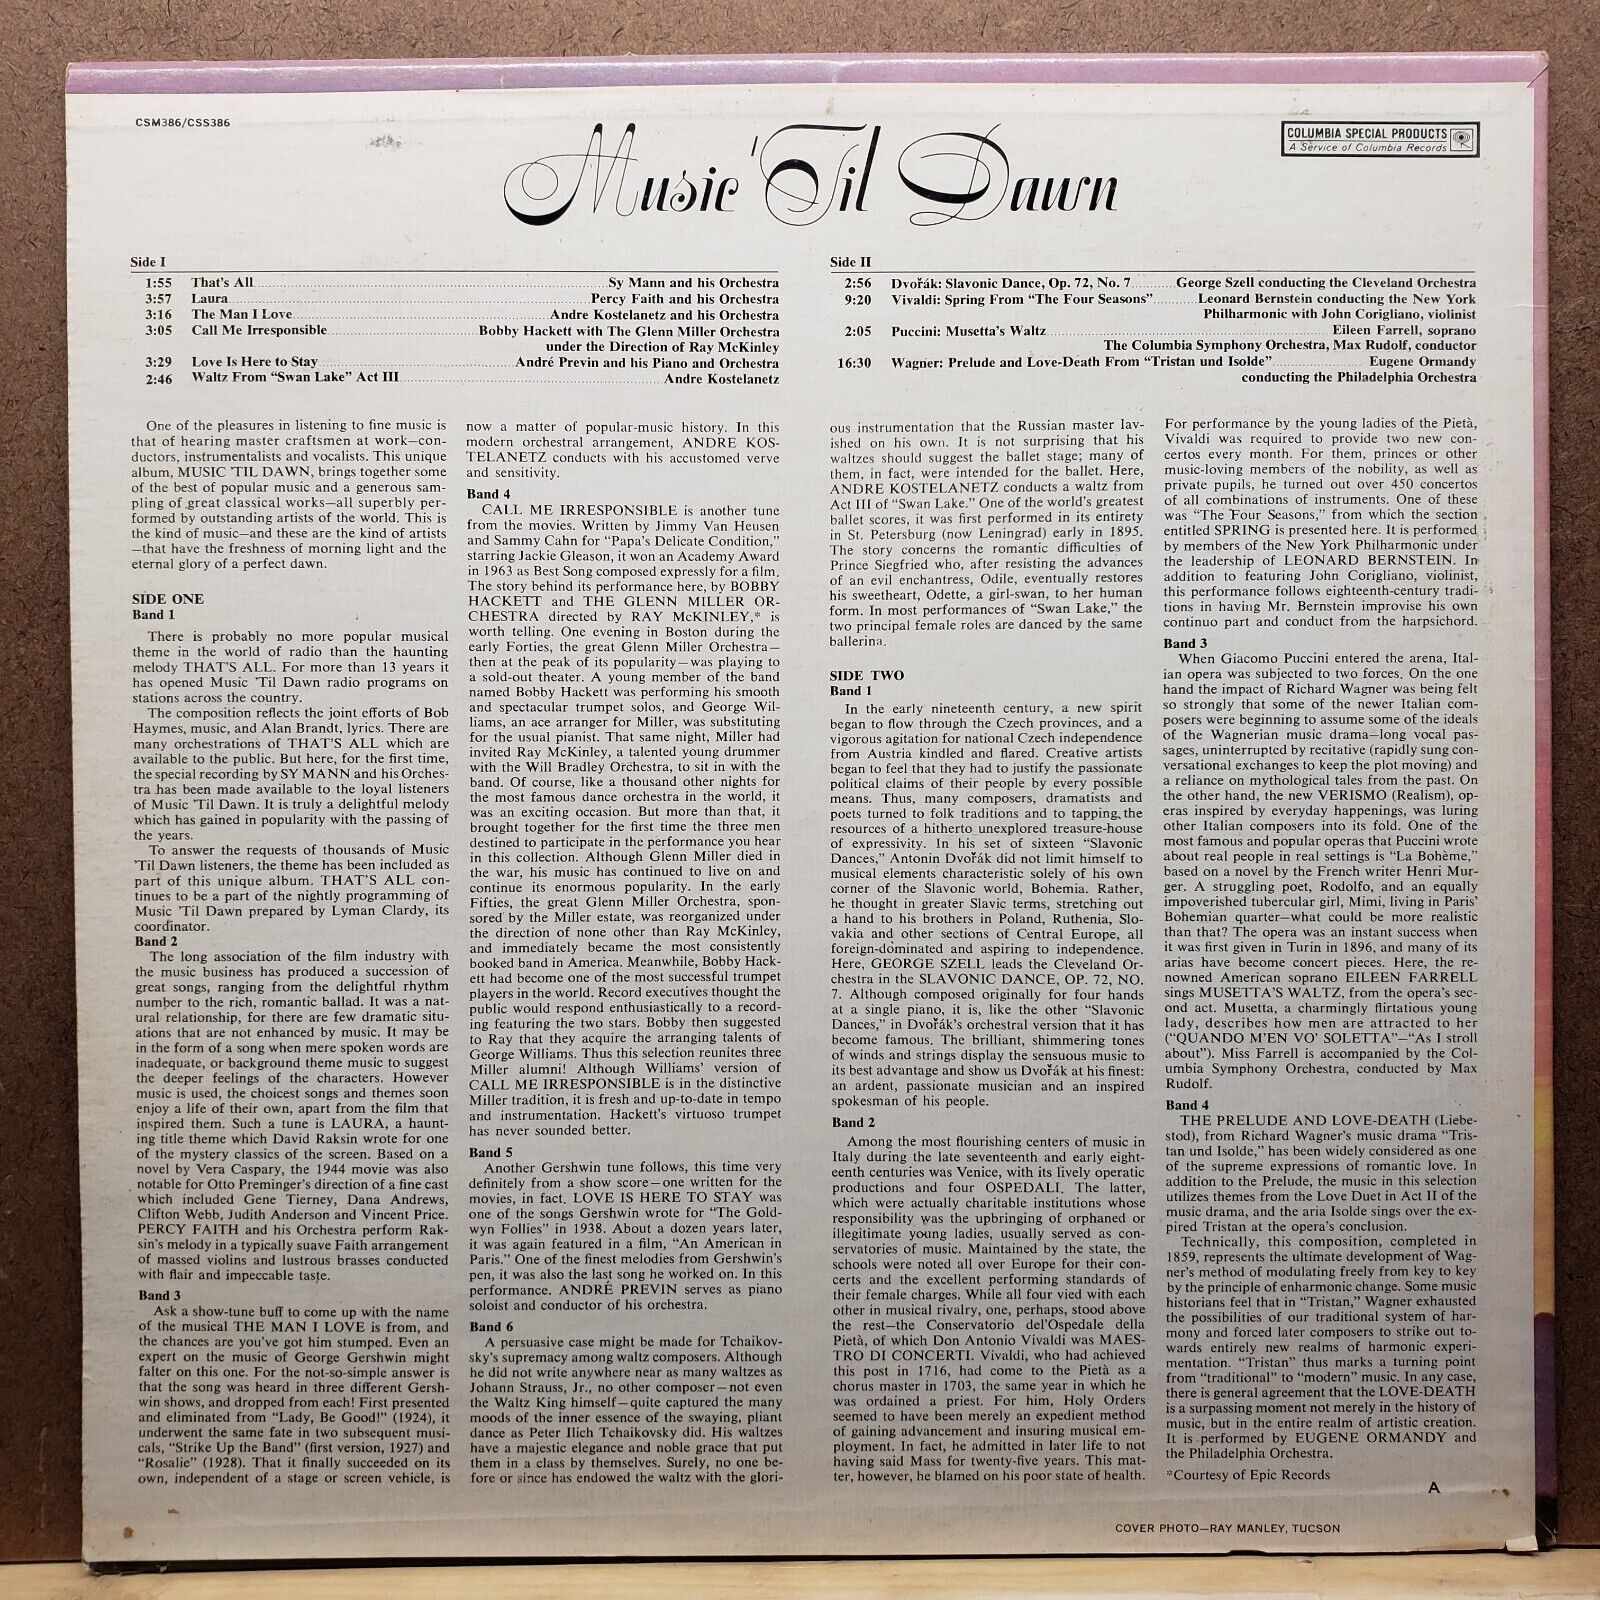 CSM386/CSS386
COLUMBIA SPECIAL PRODUCTS
A Service of Columbia Records
Music 'Til Dawn
Side I
1:55 That's All Sy Mann and his Orchestra
3:57 Laura Percy Faith and his Orchestra
3:16 The Man I Love Andre Kostelanetz and his Orchestra
3:05 Call Me Irresponsible Bobby Hackett with The Glenn Miller Orchestra
under the Direction of Ray McKinley
3:29 Love Is Here to Stay André Previn and his Piano and Orchestra
2:46 Waltz From “Swan Lake” Act III Andre Kostelanetz
Side II
2:56 Dvořák: Slavonic Dance, Op. 72, No. 7 George Szell conducting the Cleveland Orchestra
9:20 Vivaldi: Spring From “The Four Seasons” Leonard Bernstein conducting the New York
Philharmonic with John Corigliano, violinist
2:05 Puccini: Musetta's Waltz Eileen Farrell, soprano
The Columbia Symphony Orchestra, Max Rudolf, conductor
16:30 Wagner: Prelude and Love-Death From “Tristan und Isolde” Eugene Ormandy
conducting the Philadelphia Orchestra
One of the pleasures in listening to fine music is
that of hearing master craftsmen at work—con-
ductors, instrumentalists and vocalists. This unique
album, MUSIC 'TIL DAWN, brings together some
of the best of popular music and a generous sam-
pling of great classical works—all superbly per-
formed by outstanding artists of the world. This is
the kind of music—and these are the kind of artists
—that have the freshness of morning light and the
eternal glory of a perfect dawn.
SIDE ONE
Band 1
There is probably no more popular musical
theme in the world of radio than the haunting
melody THAT'S ALL. For more than 13 years it
has opened Music 'Til Dawn radio programs on
stations across the country.
The composition reflects the joint efforts of Bob
Haymes, music, and Alan Brandt, lyrics. There are
many orchestrations of THAT'S ALL which are
available to the public. But here, for the first time,
the special recording by SY MANN and his Orches-
tra has been made available to the loyal listeners
of Music 'Til Dawn. It is truly a delightful melody
which has gained in popularity with the passing of
the years.
To answer the requests of thousands of Music
'Til Dawn listeners, the theme has been included as
part of this unique album. THAT'S ALL con-
tinues to be a part of the nightly programming of
Music 'Til Dawn prepared by Lyman Clardy, its
coordinator.
Band 2
The long association of the film industry with
the music business has produced a succession of
great songs, ranging from the delightful rhythm
number to the rich, romantic ballad. It was a nat-
ural relationship, for there are few dramatic situ-
ations that are not enhanced by music. It may be
in the form of a song when mere spoken words are
inadequate, or background theme music to suggest
the deeper feelings of the characters. However
music is used, the choicest songs and themes soon
enjoy a life of their own, apart from the film that
inspired them. Such a tune is LAURA, a haunt-
ing title theme which David Raksin wrote for one
of the mystery classics of the screen. Based on a
novel by Vera Caspary, the 1944 movie was also
notable for Otto Preminger's direction of a fine cast
which included Gene Tierney, Dana Andrews,
Clifton Webb, Judith Anderson and Vincent Price.
PERCY FAITH and his Orchestra perform Rak-
sin's melody in a typically suave Faith arrangement
of massed violins and lustrous brasses conducted
with flair and impeccable taste.
Band 3
Ask a show-tune buff to come up with the name
of the musical THE MAN I LOVE is from, and
the chances are you've got him stumped. Even an
expert on the music of George Gershwin might
falter on this one. For the not-so-simple answer is
that the song was heard in three different Gersh-
win shows, and dropped from each! First presented
and eliminated from “Lady, Be Good!” (1924), it
underwent the same fate in two subsequent musi-
cals, “Strike Up the Band” (first version, 1927) and
“Rosalie” (1928). That it finally succeeded on its
own, independent of a stage or screen vehicle, is
now a matter of popular-music history. In this
modern orchestral arrangement, ANDRE KOS-
TELANETZ conducts with his accustomed verve
and sensitivity.
Band 4
CALL ME IRRESPONSIBLE is another tune
from the movies. Written by Jimmy Van Heusen
and Sammy Cahn for “Papa's Delicate Condition,”
starring Jackie Gleason, it won an Academy Award
in 1963 as Best Song composed expressly for a film.
The story behind its performance here, by BOBBY
HACKETT and THE GLENN MILLER OR-
CHESTRA directed by RAY McKINLEY,* is
worth telling. One evening in Boston during the
early Forties, the great Glenn Miller Orchestra—
then at the peak of its popularity—was playing to
a sold-out theater. A young member of the band
named Bobby Hackett was performing his smooth
and spectacular trumpet solos, and George Wil-
liams, an ace arranger for Miller, was substituting
for the usual pianist. That same night, Miller had
invited Ray McKinley, a talented young drummer
with the Will Bradley Orchestra, to sit in with the
band. Of course, like a thousand other nights for
the most famous dance orchestra in the world, it
was an exciting occasion. But more than that, it
brought together for the first time the three men
destined to participate in the performance you hear
in this collection. Although Glenn Miller died in
the war, his music has continued to live on and
continue its enormous popularity. In the early
Fifties, the great Glenn Miller Orchestra, spon-
sored by the Miller estate, was reorganized under
the direction of none other than Ray McKinley,
and immediately became the most consistently
booked band in America. Meanwhile, Bobby Hack-
ett had become one of the most successful trumpet
players in the world. Record executives thought the
public would respond enthusiastically to a record-
ing featuring the two stars. Bobby then suggested
to Ray that they acquire the arranging talents of
George Williams. Thus this selection reunites three
Miller alumni! Although Williams' version of
CALL ME IRRESPONSIBLE is in the distinctive
Miller tradition, it is fresh and up-to-date in tempo
and instrumentation. Hackett's virtuoso trumpet
has never sounded better.
Band 5
Another Gershwin tune follows, this time very
definitely from a show score—one written for the
movies, in fact. LOVE IS HERE TO STAY was
one of the songs Gershwin wrote for “The Gold-
wyn Follies” in 1938. About a dozen years later,
it was again featured in a film, “An American in
Paris.” One of the finest melodies from Gershwin's
pen, it was also the last song he worked on. In this
performance. ANDRÉ PREVIN serves as piano
soloist and conductor of his orchestra.
Band 6
A persuasive case might be made for Tchaikov-
sky's supremacy among waltz composers. Although
he did not write anywhere near as many waltzes as
Johann Strauss, Jr., no other composer—not even
the Waltz King himself—quite captured the many
moods of the inner essence of the swaying, pliant
dance as Peter Ilich Tchaikovsky did. His waltzes
have a majestic elegance and noble grace that put
them in a class by themselves. Surely, no one be-
fore or since has endowed the waltz with the glori-
ous instrumentation that the Russian master lav-
ished on his own. It is not surprising that his
waltzes should suggest the ballet stage; many of
them, in fact, were intended for the ballet. Here,
ANDRE KOSTELANETZ conducts a waltz from
Act III of “Swan Lake.” One of the world's greatest
ballet scores, it was first performed in its entirety
in St. Petersburg (now Leningrad) early in 1895.
The story concerns the romantic difficulties of
Prince Siegfried who, after resisting the advances
of an evil enchantress, Odile, eventually restores
his sweetheart, Odette, a girl-swan, to her human
form. In most performances of “Swan Lake,” the
two principal female roles are danced by the same
ballerina.
SIDE TWO
Band 1
In the early nineteenth century, a new spirit
began to flow through the Czech provinces, and a
vigorous agitation for national Czech independence
from Austria kindled and flared. Creative artists
began to feel that they had to justify the passionate
political claims of their people by every possible
means. Thus, many composers, dramatists and
poets turned to folk traditions and to tapping the
resources of a hitherto unexplored treasure-house
of expressivity. In his set of sixteen “Slavonic
Dances,” Antonin Dvořák did not limit himself to
musical elements characteristic solely of his own
corner of the Slavonic world, Bohemia. Rather,
he thought in greater Slavic terms, stretching out
a hand to his brothers in Poland, Ruthenia, Slo-
vakia and other sections of Central Europe, all
foreign-dominated and aspiring to independence.
Here, GEORGE SZELL leads the Cleveland Or-
chestra in the SLAVONIC DANCE, OP. 72, NO.
7. Although composed originally for four hands
at a single piano, it is, like the other “Slavonic
Dances,” in Dvořák's orchestral version that it has
become famous. The brilliant, shimmering tones
of winds and strings display the sensuous music to
its best advantage and show us Dvořák at his finest:
an ardent, passionate musician and an inspired
spokesman of his people.
Band 2
Among the most flourishing centers of music in
Italy during the late seventeenth and early eight-
eenth centuries was Venice, with its lively operatic
productions and four OSPEDALI. The latter,
which were actually charitable institutions whose
responsibility was the upbringing of orphaned or
illegitimate young ladies, usually served as con-
servatories of music. Maintained by the state, the
schools were noted all over Europe for their con-
certs and the excellent performing standards of
their female charges. While all four vied with each
other in musical rivalry, one, perhaps, stood above
the rest—the Conservatorio del'Ospedale della
Pietà, of which Don Antonio Vivaldi was MAES-
TRO DI CONCERTI. Vivaldi, who had achieved
this post in 1716, had come to the Pietà as a
chorus master in 1703, the same year in which he
was ordained a priest. For him, Holy Orders
seemed to have been merely an expedient method
of gaining advancement and insuring musical em-
ployment. In fact, he admitted in later life to not
having said Mass for twenty-five years. This mat-
ter, however, he blamed on his poor state of health.
For performance by the young ladies of the Pietà,
Vivaldi was required to provide two new con-
certos every month. For them, princes or other
music-loving members of the nobility, as well as
private pupils, he turned out over 450 concertos
of all combinations of instruments. One of these
was “The Four Seasons,” from which the section
entitled SPRING is presented here. It is performed
by members of the New York Philharmonic under
the leadership of LEONARD BERNSTEIN. In
addition to featuring John Corigliano, violinist,
this performance follows eighteenth-century tradi-
tions in having Mr. Bernstein improvise his own
continuo part and conduct from the harpsichord.
Band 3
When Giacomo Puccini entered the arena, Ital-
ian opera was subjected to two forces. On the one
hand the impact of Richard Wagner was being felt
so strongly that some of the newer Italian com-
posers were beginning to assume some of the ideals
of the Wagnerian music drama—long vocal pas-
sages, uninterrupted by recitative (rapidly sung con-
versational exchanges to keep the plot moving) and
a reliance on mythological tales from the past. On
the other hand, the new VERISMO (Realism), op-
eras inspired by everyday happenings, was luring
other Italian composers into its fold. One of the
most famous and popular operas that Puccini wrote
about real people in real settings is “La Bohème,”
based on a novel by the French writer Henri Mur-
ger. A struggling poet, Rodolfo, and an equally
impoverished tubercular girl, Mimi, living in Paris'
Bohemian quarter—what could be more realistic
than that? The opera was an instant success when
it was first given in Turin in 1896, and many of its
arias have become concert pieces. Here, the re-
nowned American soprano EILEEN FARRELL
sings MUSETTA'S WALTZ, from the opera's sec-
ond act. Musetta, a charmingly flirtatious young
lady, describes how men are attracted to her
(“QUANDO M'EN VO' SOLETTA”—“As I stroll
about”). Miss Farrell is accompanied by the Col-
umbia Symphony Orchestra, conducted by Max
Rudolf.
Band 4
THE PRELUDE AND LOVE-DEATH (Liebe-
stod), from Richard Wagner's music drama “Tris-
tan und Isolde,” has been widely considered as one
of the supreme expressions of romantic love. In
addition to the Prelude, the music in this selection
utilizes themes from the Love Duet in Act II of the
music drama, and the aria Isolde sings over the ex-
pired Tristan at the opera's conclusion.
Technically, this composition, completed in
1859, represents the ultimate development of Wag-
ner's method of modulating freely from key to key
by the principle of enharmonic change. Some music
historians feel that in “Tristan,” Wagner exhausted
the possibilities of our traditional system of har-
mony and forced later composers to strike out to-
wards entirely new realms of harmonic experi-
mentation. “Tristan” thus marks a turning point
from “traditional” to “modern” music. In any case,
there is general agreement that the LOVE-DEATH
is a surpassing moment not merely in the history of
music, but in the entire realm of artistic creation.
It is performed by EUGENE ORMANDY and
the Philadelphia Orchestra.
*Courtesy of Epic Records
A
COVER PHOTO—RAY MANLEY, TUCSON